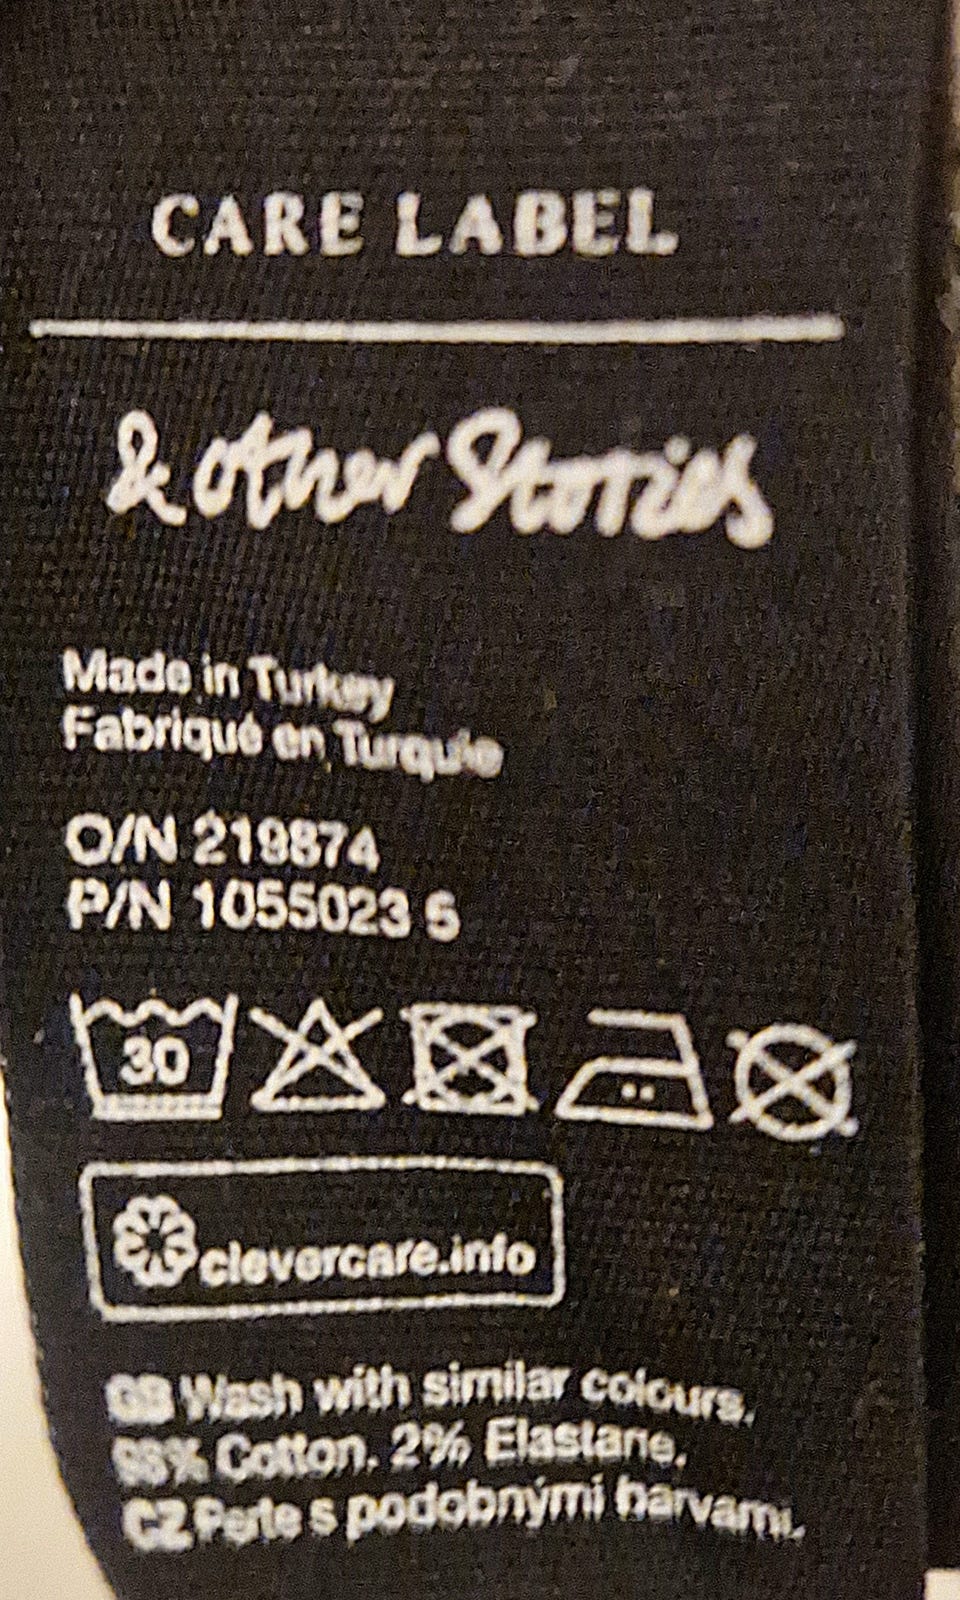 CARE LABEL
& other Stories
Made in Turkey
Fabriqué en Turquie
O/N 219874
P/N 1055023 5
30
clevercare.info
GB Wash with similar colours.
98% Cotton. 2% Elastane.
CZ Perte s podobnými barvami.